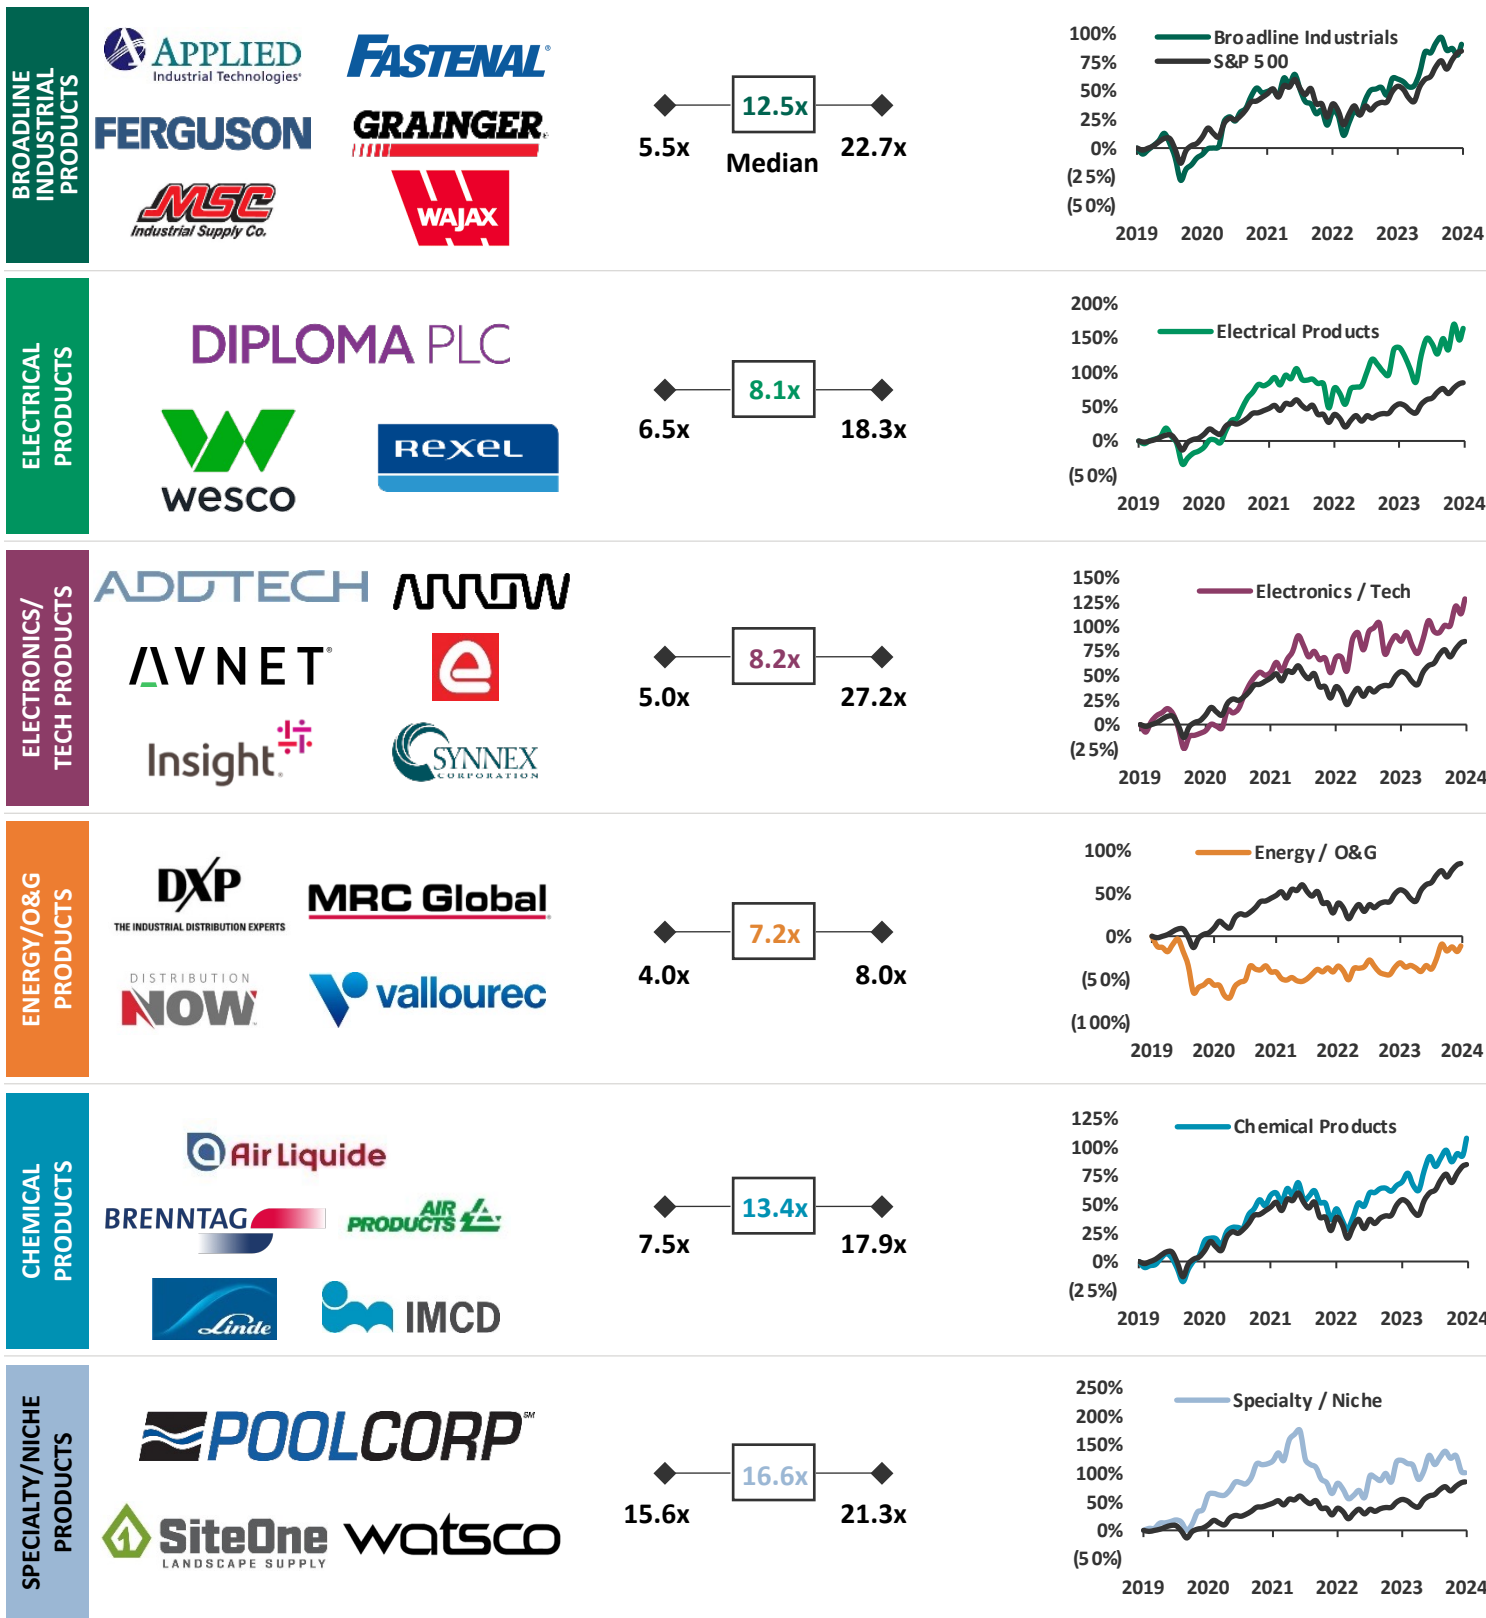 BROADLINE
INDUSTRIAL
PRODUCTS
APPLIED
Industrial Technologies®
FASTENAL®
FERGUSON
GRAINGER®
MSC
Industrial Supply Co.
WAJAX
5.5x
12.5x
Median
22.7x
Broadline Industrials
S&P 500
100%
75%
50%
25%
0%
(25%)
(50%)
2019 2020 2021 2022 2023 2024
ELECTRICAL
PRODUCTS
DIPLOMA PLC
wesco
REXEL
6.5x
8.1x
18.3x
Electrical Products
200%
150%
100%
50%
0%
(50%)
2019 2020 2021 2022 2023 2024
ELECTRONICS/
TECH PRODUCTS
ADDTECH
ARROW
AVNET®
e
Insight
SYNNEX
CORPORATION
5.0x
8.2x
27.2x
Electronics / Tech
150%
125%
100%
75%
50%
25%
0%
(25%)
2019 2020 2021 2022 2023 2024
ENERGY/O&G
PRODUCTS
DXP
THE INDUSTRIAL DISTRIBUTION EXPERTS
MRC Global
DISTRIBUTION
NOW
vallourec
4.0x
7.2x
8.0x
Energy / O&G
100%
50%
0%
(50%)
(100%)
2019 2020 2021 2022 2023 2024
CHEMICAL
PRODUCTS
Air Liquide
BRENNTAG
AIR
PRODUCTS
Linde
IMCD
7.5x
13.4x
17.9x
Chemical Products
125%
100%
75%
50%
25%
0%
(25%)
2019 2020 2021 2022 2023 2024
SPECIALTY/NICHE
PRODUCTS
POOLCORP℠
1 SiteOne
LANDSCAPE SUPPLY
watsco
15.6x
16.6x
21.3x
Specialty / Niche
250%
200%
150%
100%
50%
0%
(50%)
2019 2020 2021 2022 2023 2024